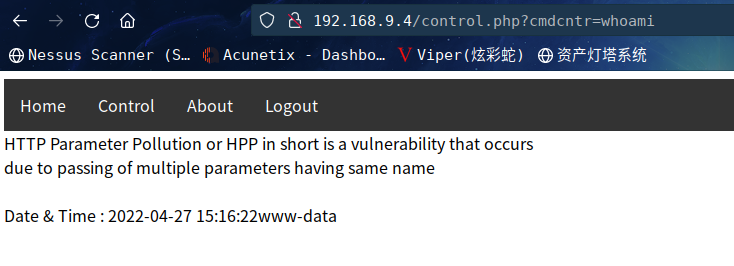 192.168.9.4/control.php?cmdcntr=whoami
Nessus Scanner (S… Acunetix - Dashbo… Viper(炫彩蛇) 资产灯塔系统
Home Control About Logout
HTTP Parameter Pollution or HPP in short is a vulnerability that occurs
due to passing of multiple parameters having same name
Date & Time : 2022-04-27 15:16:22www-data